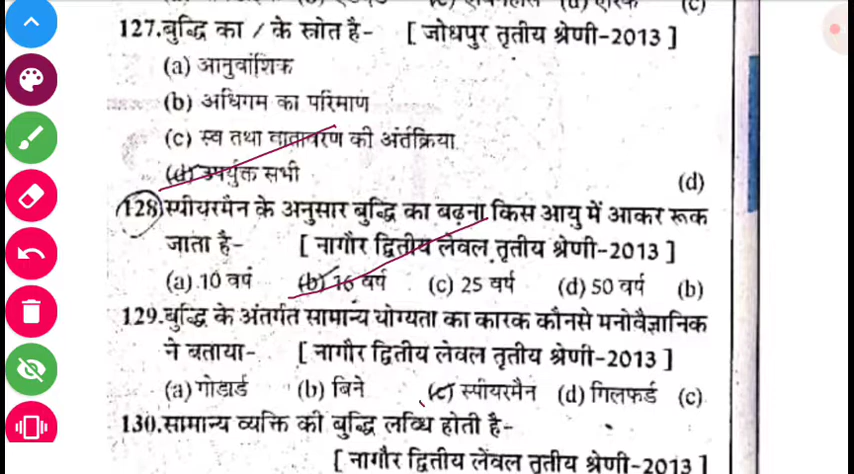 (c)
127.बुद्धि का / के स्त्रोत है- [ जोधपुर तृतीय श्रेणी-2013 ]
(a) आनुवांशिक
(b) अधिगम का परिमाण
(c) स्व तथा वातावरण की अंर्तक्रिया
(d) उपर्युक्त सभी (d)
128.स्पीयरमैन के अनुसार बुद्धि का बढ़ना किस आयु में आकर रूक
जाता है- [ नागौर द्वितीय लेवल तृतीय श्रेणी-2013 ]
(a) 10 वर्ष (b) 16 वर्ष (c) 25 वर्ष (d) 50 वर्ष (b)
129.बुद्धि के अंतर्गत सामान्य योग्यता का कारक कौनसे मनोवैज्ञानिक
ने बताया- [ नागौर द्वितीय लेवल तृतीय श्रेणी-2013 ]
(a) गोडार्ड (b) बिने (c) स्पीयरमैन (d) गिलफर्ड (c)
130.सामान्य व्यक्ति की बुद्धि लब्धि होती है-
[ नागौर द्वितीय लेवल तृतीय श्रेणी-2013 ]